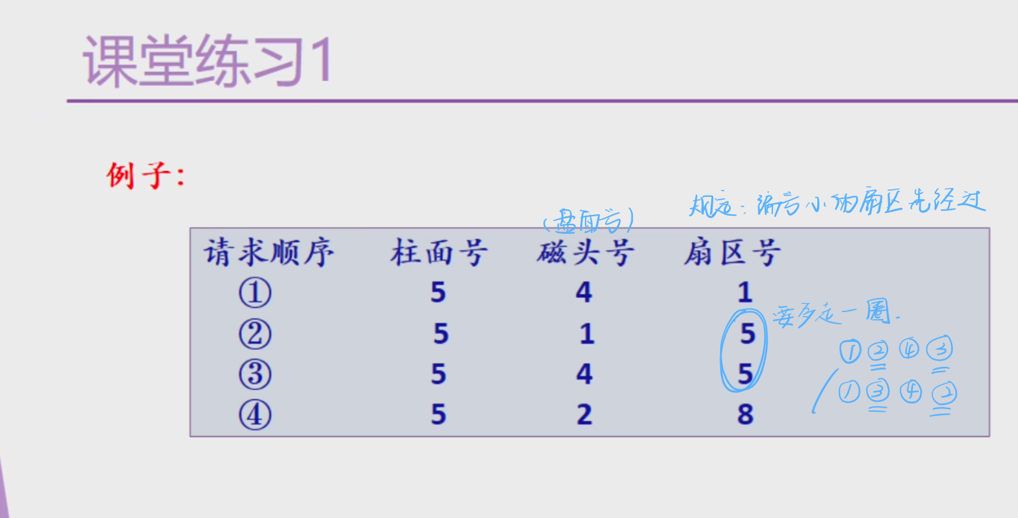 课堂练习1
例子:
规定:编号小的扇区先经过
(盘面号)
请求顺序 柱面号 磁头号 扇区号
① 5 4 1
② 5 1 5 要多走一圈.
③ 5 4 5 ① ② ④ ③
④ 5 2 8 ① ③ ④ ②